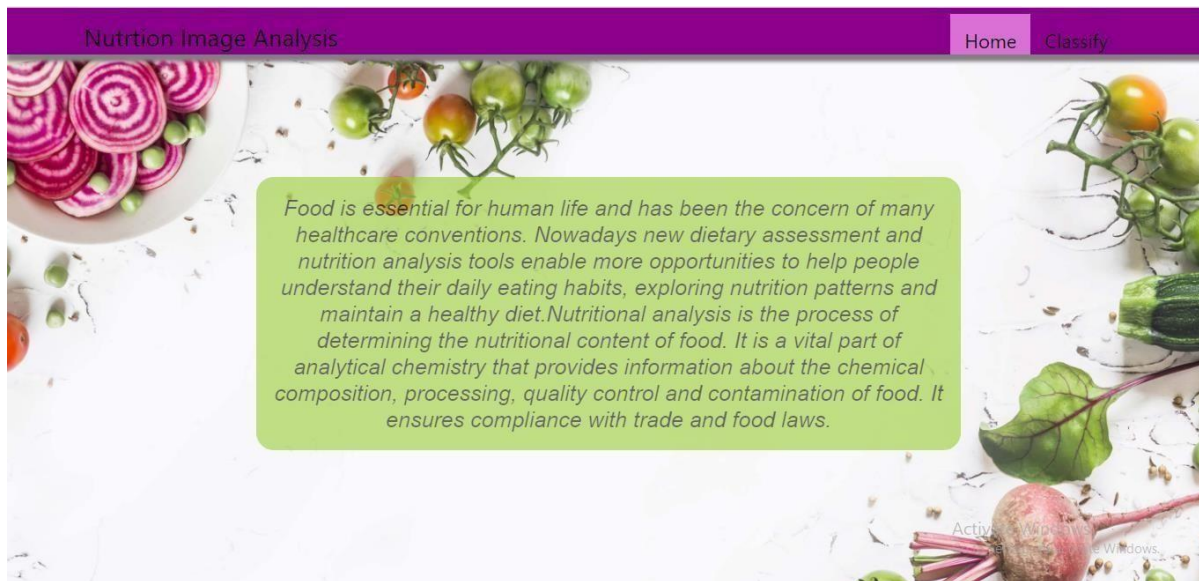 Nutrtion Image Analysis
Home Classify
Food is essential for human life and has been the concern of many
healthcare conventions. Nowadays new dietary assessment and
nutrition analysis tools enable more opportunities to help people
understand their daily eating habits, exploring nutrition patterns and
maintain a healthy diet.Nutritional analysis is the process of
determining the nutritional content of food. It is a vital part of
analytical chemistry that provides information about the chemical
composition, processing, quality control and contamination of food. It
ensures compliance with trade and food laws.
Windows
Windows.